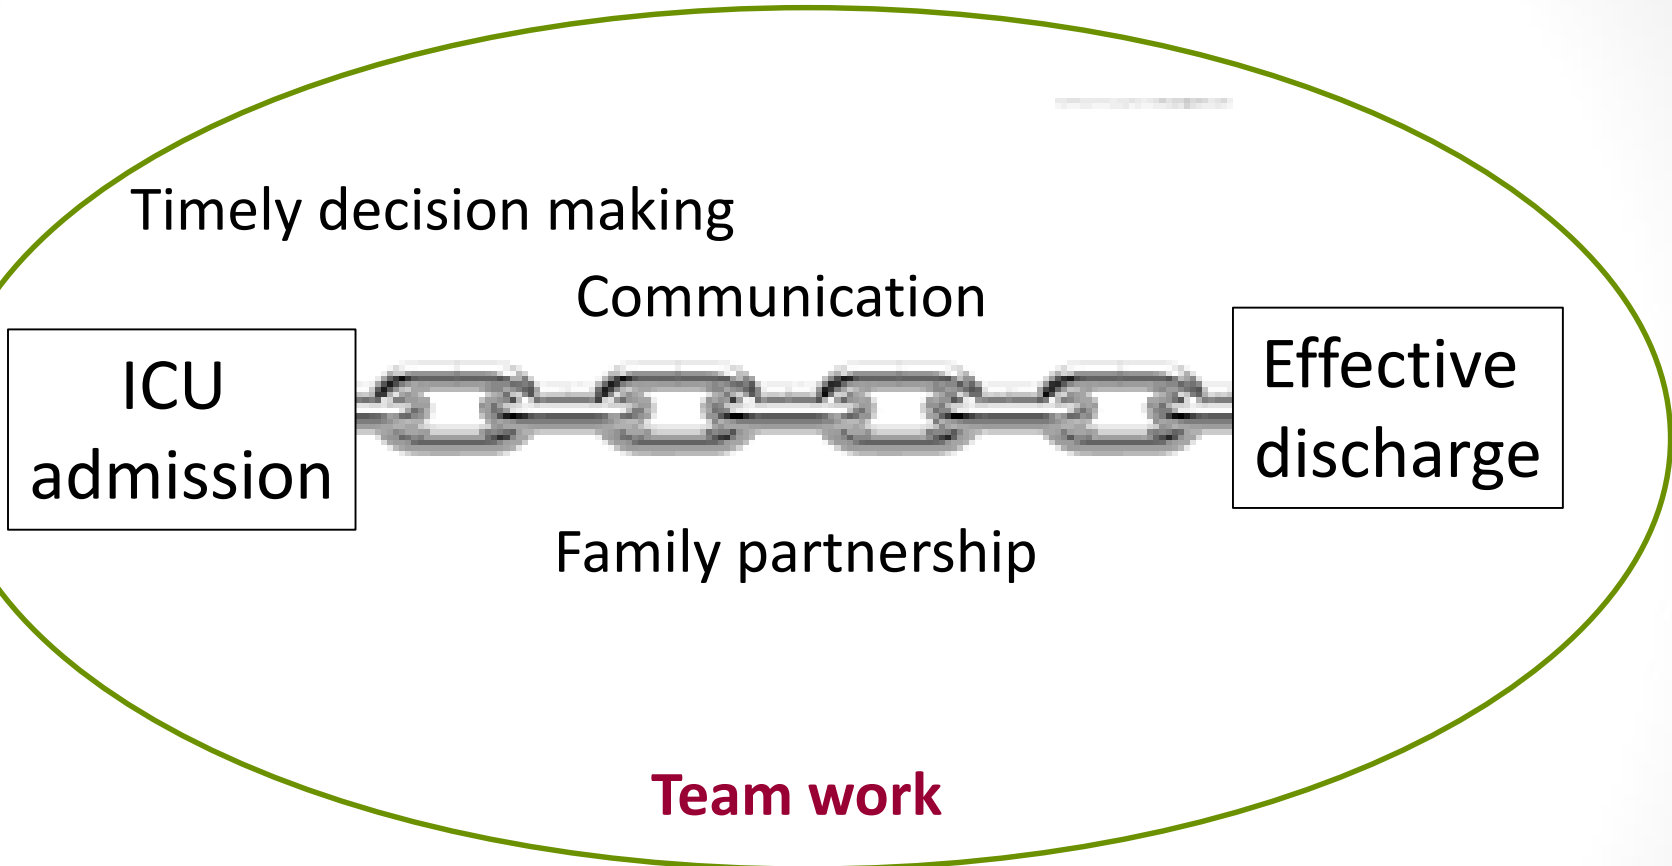 Timely decision making
Communication
ICU
admission
Effective
discharge
Family partnership
Team work